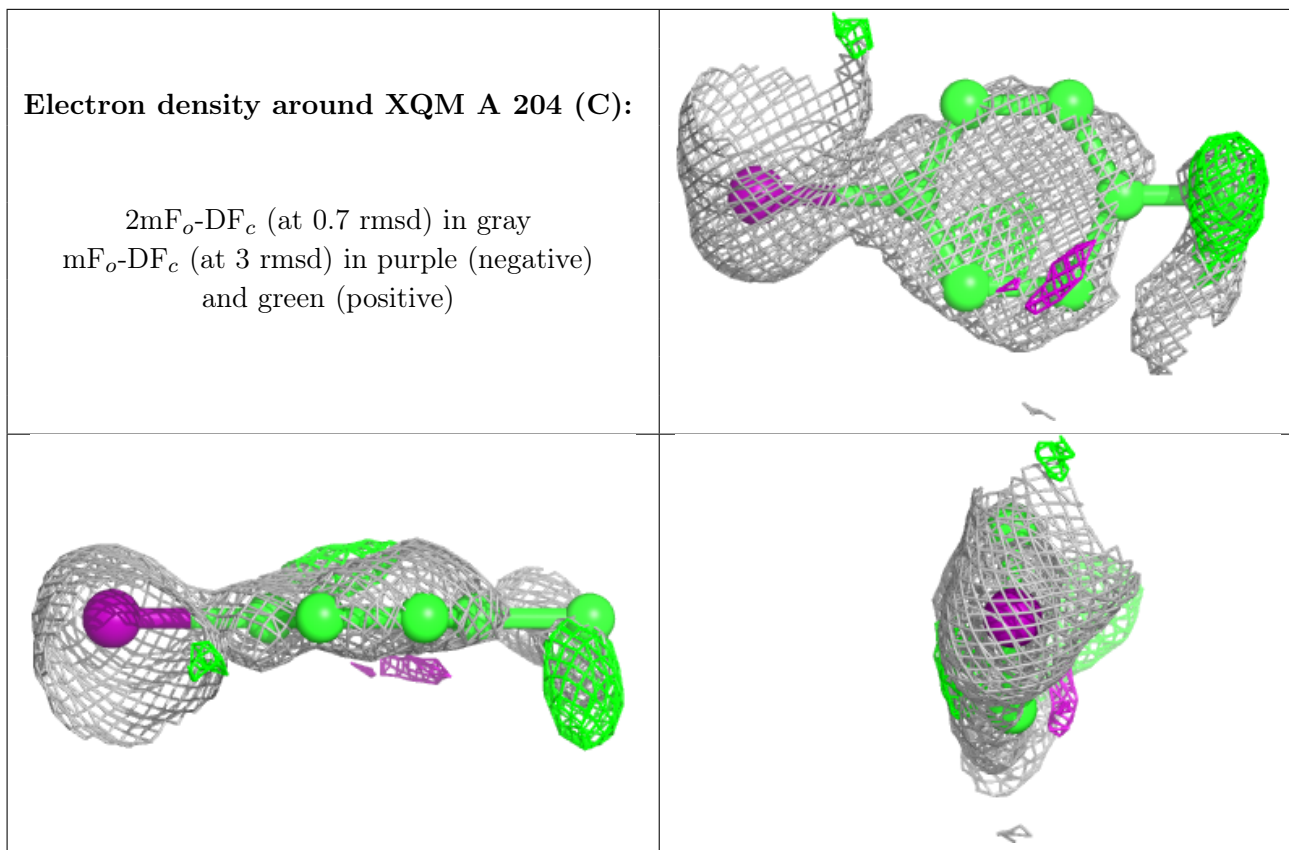 Electron density around XQM A 204 (C):
2mFₒ-DF𝒸 (at 0.7 rmsd) in gray
mFₒ-DF𝒸 (at 3 rmsd) in purple (negative)
and green (positive)